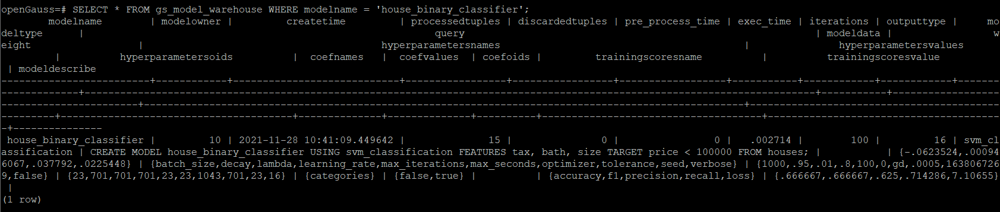 openGauss=# SELECT * FROM gs_model_warehouse WHERE modelname = 'house_binary_classifier';
modelname | modelowner | createtime | processedtuples | discardedtuples | pre_process_time | exec_time | iterations | outputtype | mo
deltype | query | modeldata | w
eight | hyperparametersnames | hyperparametersvalues
| hyperparametersoids | coefnames | coefvalues | coefoids | trainingscoresname | trainingscoresvalue
| modeldescribe
-------------------------+------------+----------------------------+-----------------+-----------------+------------------+-----------+------------+------------+-------
-------------+---------------------------------------------------------------------------------------------------------------------------+-----------+------------------
-----------------------+-----------------------------------------------------------------------------------------------------+------------------------------------------
---------+---------------------------------------+--------------+--------------+----------+-------------------------------------+---------------------------------------
-+---------------
house_binary_classifier | 10 | 2021-11-28 10:41:09.449642 | 15 | 0 | 0 | .002714 | 100 | 16 | svm_cl
assification | CREATE MODEL house_binary_classifier USING svm_classification FEATURES tax, bath, size TARGET price < 100000 FROM houses; | | {-.0623524,.00094
6067,.037792,.0225448} | {batch_size,decay,lambda,learning_rate,max_iterations,max_seconds,optimizer,tolerance,seed,verbose} | {1000,.95,.01,.8,100,0,gd,.0005,163806726
9,false} | {23,701,701,701,23,23,1043,701,23,16} | {categories} | {false,true} | | {accuracy,f1,precision,recall,loss} | {.666667,.666667,.625,.714286,7.10655}
|
(1 row)